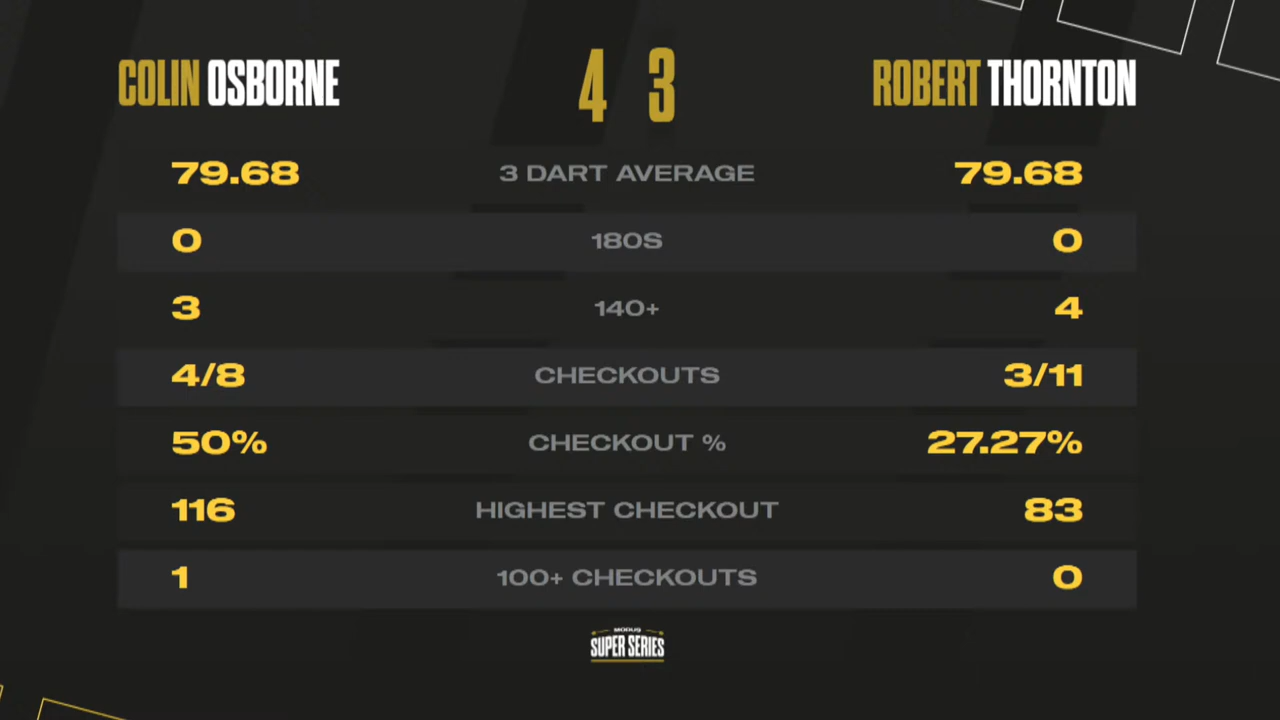 COLIN OSBORNE 4 3 ROBERT THORNTON
79.68 3 DART AVERAGE 79.68
0 180S 0
3 140+ 4
4/8 CHECKOUTS 3/11
50% CHECKOUT % 27.27%
116 HIGHEST CHECKOUT 83
1 100+ CHECKOUTS 0
MODUS
SUPER SERIES